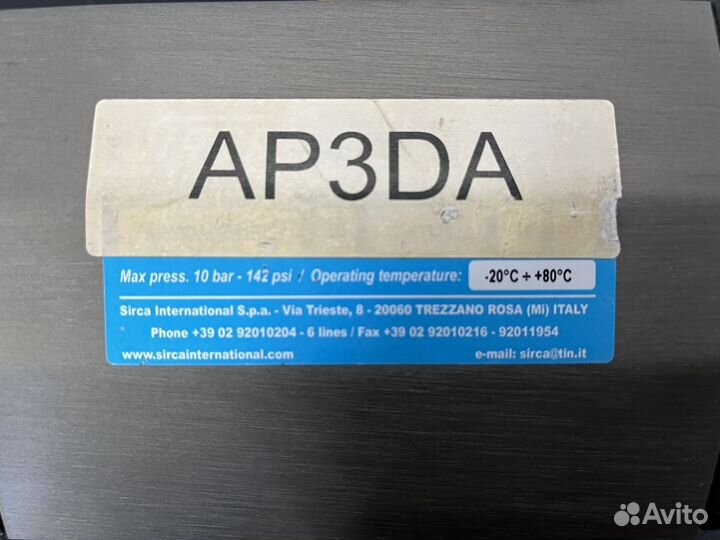 AP3DA
Max press. 10 bar - 142 psi / Operating temperature: -20°C ÷ +80°C
Sirca International S.p.a. - Via Trieste, 8 - 20060 TREZZANO ROSA (Mi) ITALY
Phone +39 02 92010204 - 6 lines / Fax +39 02 92010216 - 92011954
www.sircainternational.com e-mail: sirca@tin.it
Avito